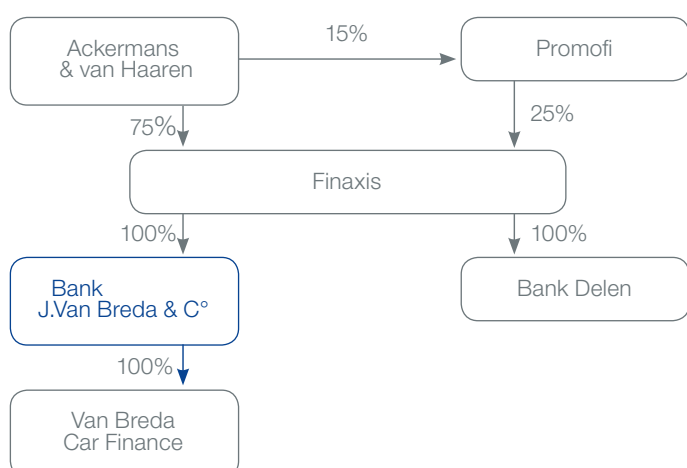 Ackermans
& van Haaren
15%
Promofi
75%
25%
Finaxis
100%
100%
Bank
J.Van Breda & C°
Bank Delen
100%
Van Breda
Car Finance